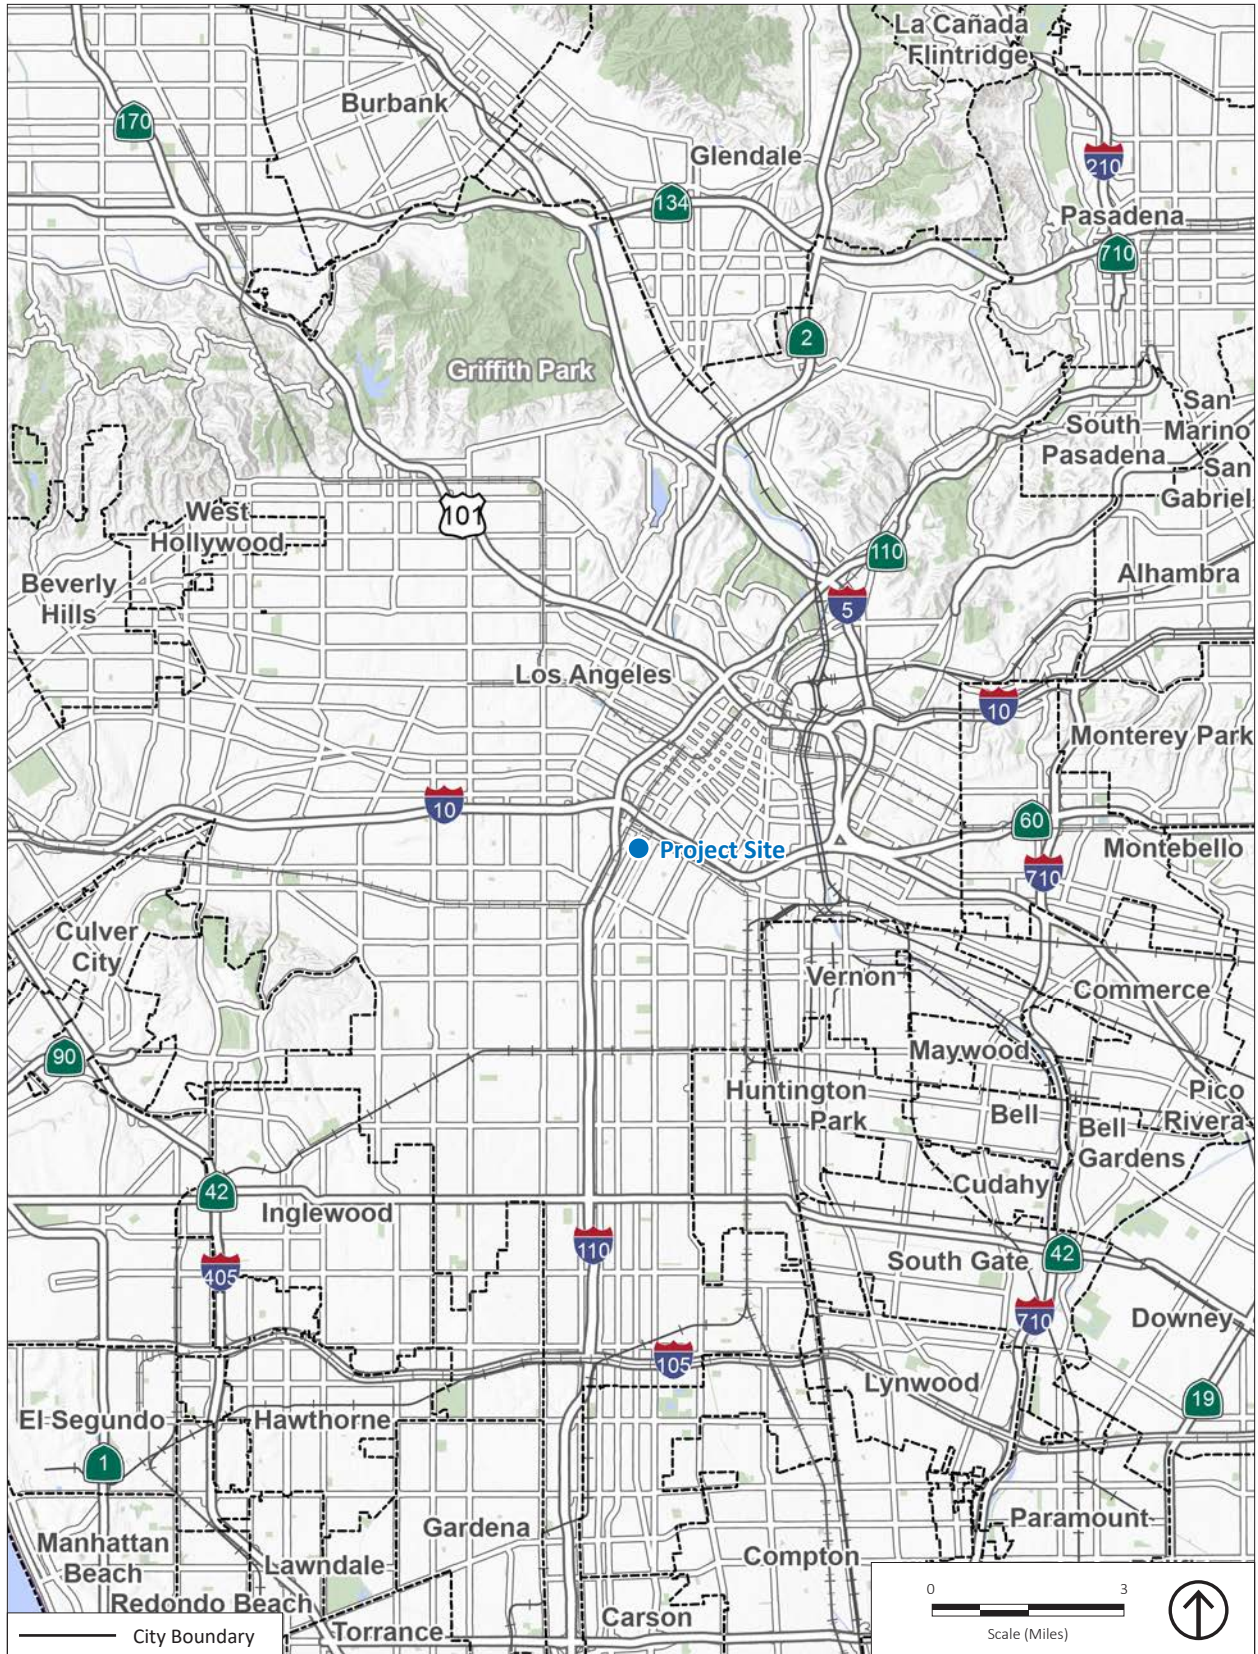 La Cañada
Flintridge
Burbank
170
Glendale
210
134
Pasadena
710
2
Griffith Park
San
Marino
South
Pasadena
San
Gabriel
West
Hollywood
101
110
Alhambra
Beverly
Hills
5
Los Angeles
10
Monterey Park
10
60
Project Site
Montebello
710
Culver
City
Vernon
Commerce
90
Maywood
Huntington
Park
Pico
Rivera
Bell
Bell
Gardens
42
Cudahy
Inglewood
110
South Gate
42
405
710
Downey
105
Lynwood
19
El Segundo
Hawthorne
1
Gardena
Paramount
Manhattan
Beach
Compton
Lawndale
Redondo Beach
Carson
Torrance
City Boundary
0 3
Scale (Miles)